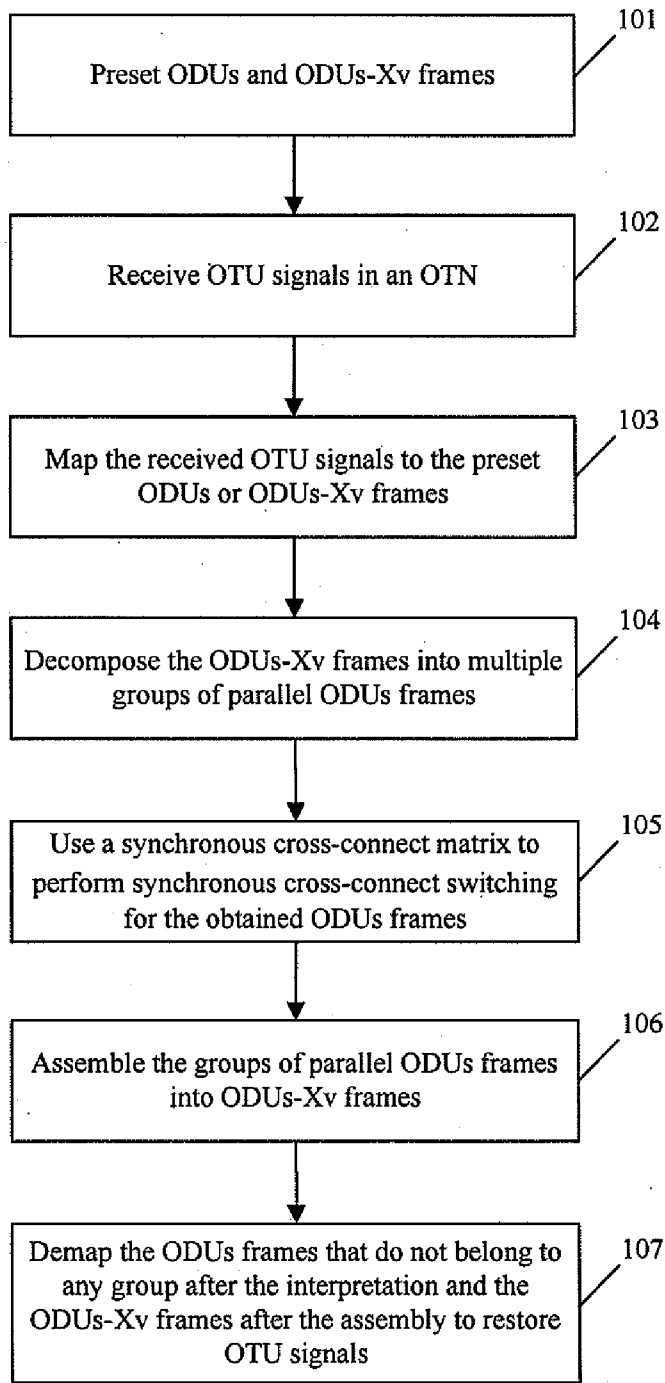 101
Preset ODUs and ODUs-Xv frames
102
Receive OTU signals in an OTN
103
Map the received OTU signals to the preset
ODUs or ODUs-Xv frames
104
Decompose the ODUs-Xv frames into multiple
groups of parallel ODUs frames
105
Use a synchronous cross-connect matrix to
perform synchronous cross-connect switching
for the obtained ODUs frames
106
Assemble the groups of parallel ODUs frames
into ODUs-Xv frames
107
Demap the ODUs frames that do not belong to
any group after the interpretation and the
ODUs-Xv frames after the assembly to restore
OTU signals